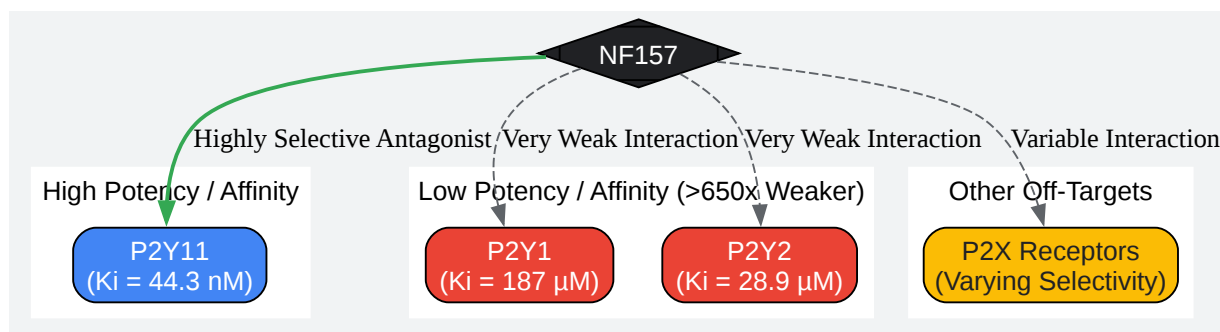 NF157
Highly Selective Antagonist
Very Weak Interaction
Very Weak Interaction
Variable Interaction
High Potency / Affinity
Low Potency / Affinity (>650x Weaker)
Other Off-Targets
P2Y11
(Ki = 44.3 nM)
P2Y1
(Ki = 187 µM)
P2Y2
(Ki = 28.9 µM)
P2X Receptors
(Varying Selectivity)